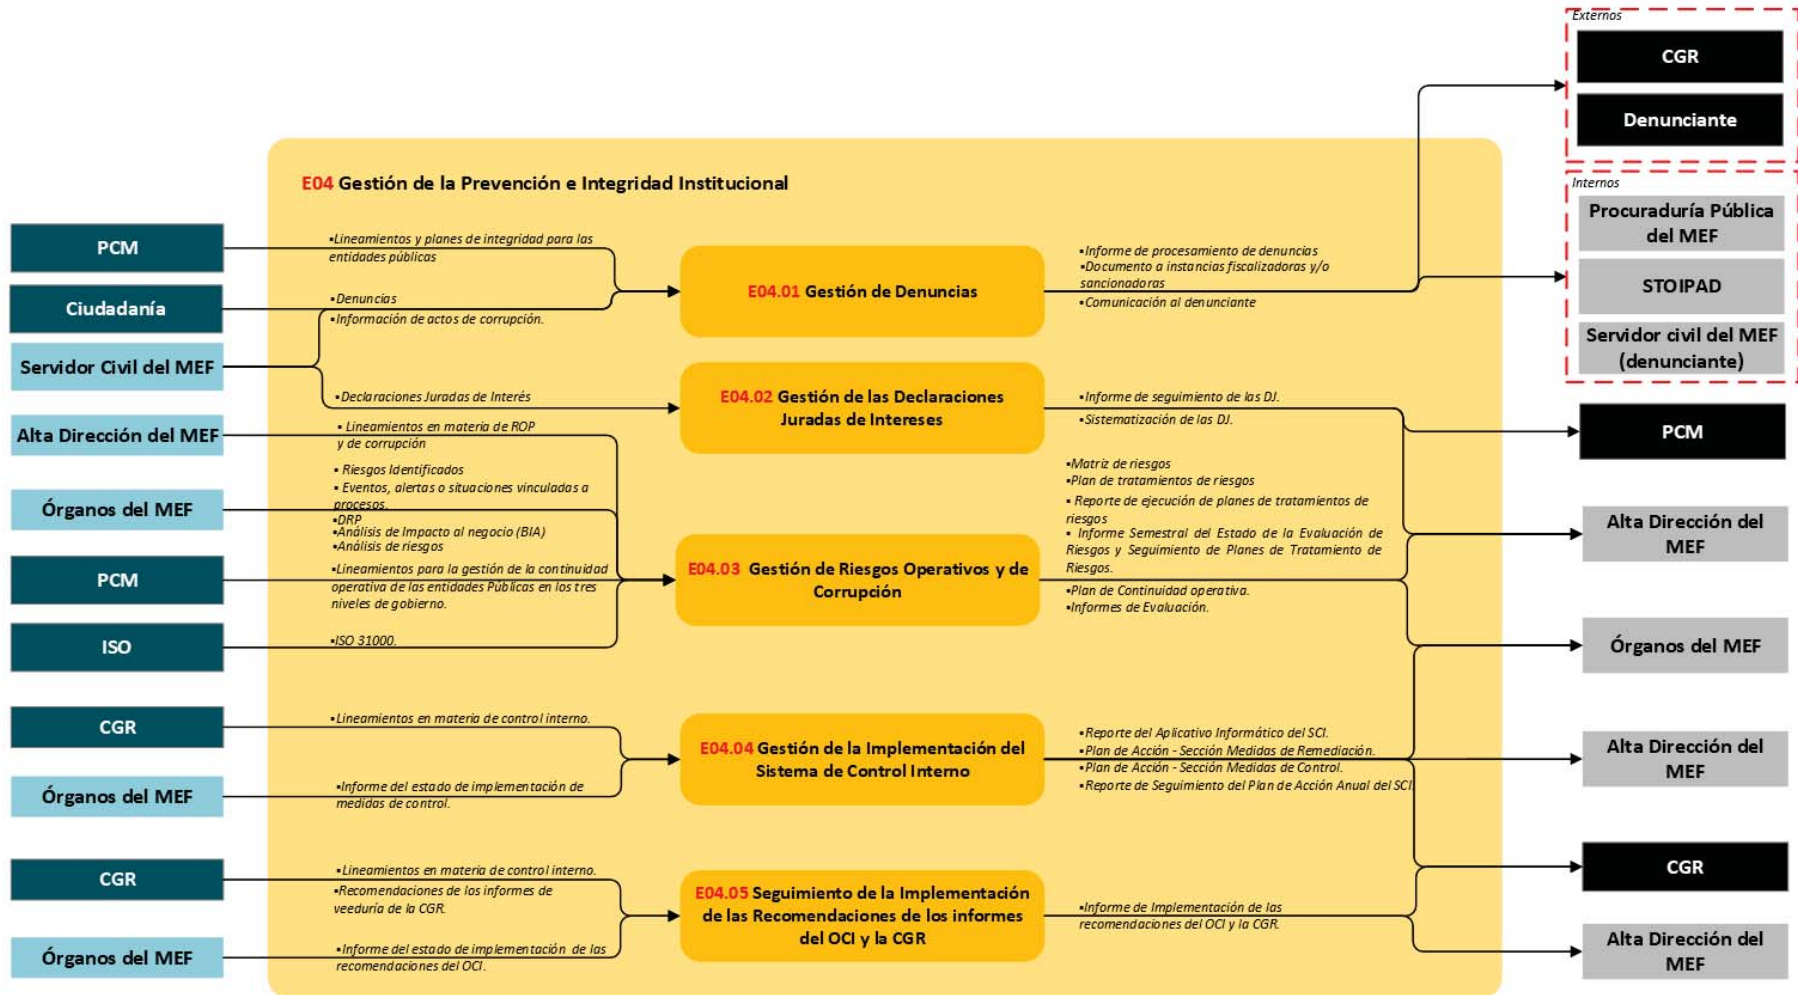 Externos
CGR
Denunciante
Internos
Procuraduría Pública
del MEF
STOIPAD
Servidor civil del MEF
(denunciante)
E04 Gestión de la Prevención e Integridad Institucional
PCM
▪Lineamientos y planes de integridad para las
entidades públicas
Ciudadanía
▪Denuncias
▪Información de actos de corrupción.
Servidor Civil del MEF
E04.01 Gestión de Denuncias
▪Informe de procesamiento de denuncias
▪Documento a instancias fiscalizadoras y/o
sancionadoras
▪Comunicación al denunciante
▪Declaraciones Juradas de Interés
E04.02 Gestión de las Declaraciones
Juradas de Intereses
▪Informe de seguimiento de las DJ.
▪Sistematización de las DJ.
PCM
Alta Dirección del MEF
▪ Lineamientos en materia de ROP
y de corrupción
Órganos del MEF
▪ Riesgos Identificados
▪ Eventos, alertas o situaciones vinculadas a
procesos.
▪DRP
▪Análisis de Impacto al negocio (BIA)
▪Análisis de riesgos
PCM
▪Lineamientos para la gestión de la continuidad
operativa de las entidades Públicas en los tres
niveles de gobierno.
ISO
▪ISO 31000.
E04.03 Gestión de Riesgos Operativos y de
Corrupción
▪Matriz de riesgos
▪Plan de tratamientos de riesgos
▪ Reporte de ejecución de planes de tratamientos de
riesgos
▪ Informe Semestral del Estado de la Evaluación de
Riesgos y Seguimiento de Planes de Tratamiento de
Riesgos.
▪Plan de Continuidad operativa.
▪Informes de Evaluación.
Alta Dirección del
MEF
Órganos del MEF
CGR
▪Lineamientos en materia de control interno.
Órganos del MEF
▪Informe del estado de implementación de
medidas de control.
E04.04 Gestión de la Implementación del
Sistema de Control Interno
▪Reporte del Aplicativo Informático del SCI.
▪Plan de Acción - Sección Medidas de Remediación.
▪Plan de Acción - Sección Medidas de Control.
▪Reporte de Seguimiento del Plan de Acción Anual del SCI.
Alta Dirección del
MEF
CGR
▪Lineamientos en materia de control interno.
▪Recomendaciones de los informes de
veeduría de la CGR.
Órganos del MEF
▪Informe del estado de implementación de las
recomendaciones del OCI.
E04.05 Seguimiento de la Implementación
de las Recomendaciones de los informes
del OCI y la CGR
▪Informe de Implementación de las
recomendaciones del OCI y la CGR.
CGR
Alta Dirección del
MEF